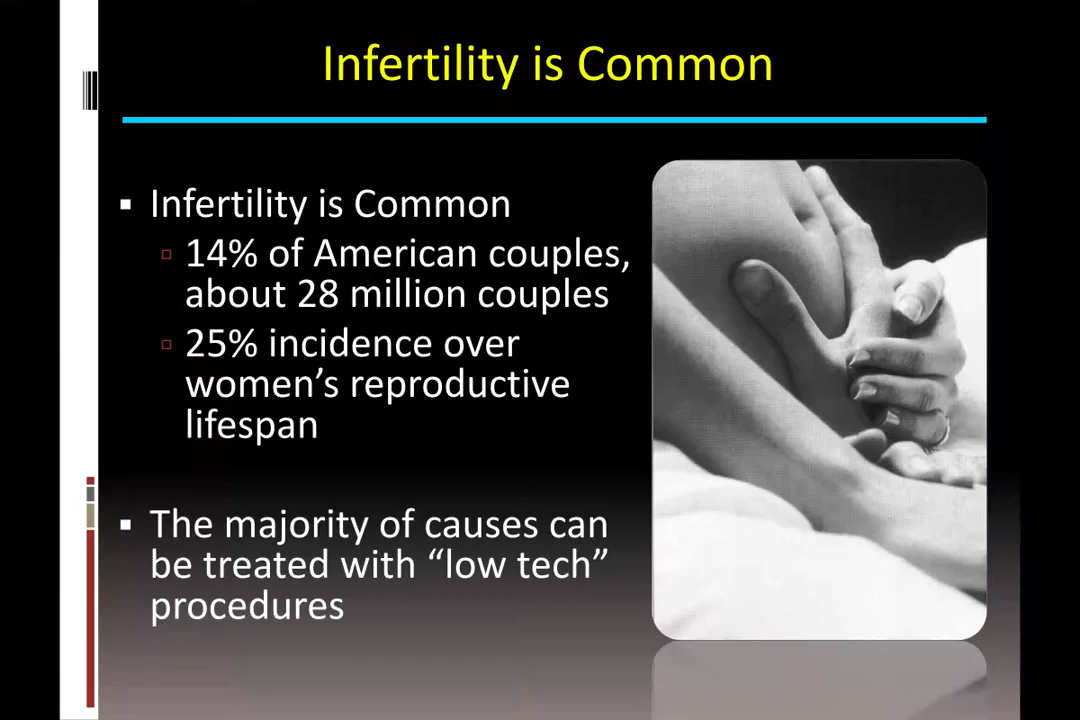 Infertility is Common
▪ Infertility is Common
▫ 14% of American couples,
about 28 million couples
▫ 25% incidence over
women’s reproductive
lifespan
▪ The majority of causes can
be treated with “low tech”
procedures